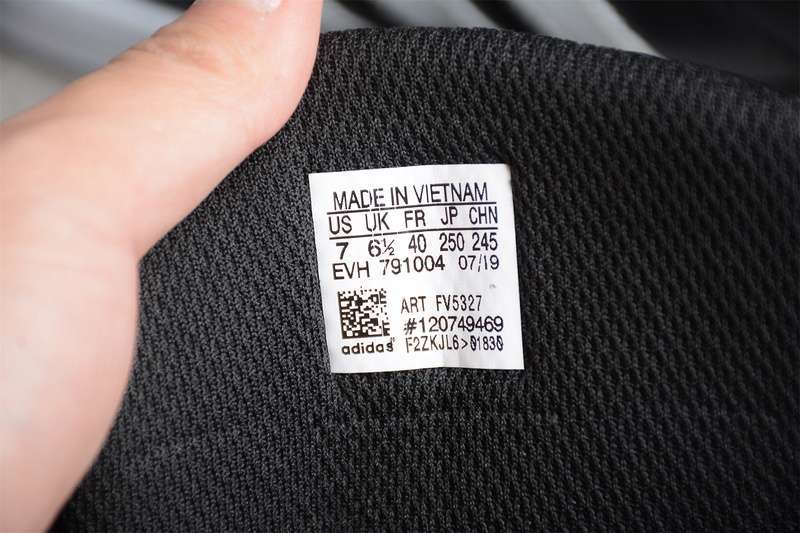 MADE IN VIETNAM
US UK FR JP CHN
7 6½ 40 250 245
EVH 791004 07/19
ART FV5327
#120749469
adidas F2ZKJL6>01830